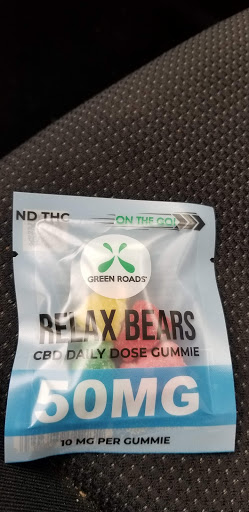 ND THC
ON THE GO!
GREEN ROADS®
RELAX BEARS
CBD DAILY DOSE GUMMIE
50MG
10 MG PER GUMMIE